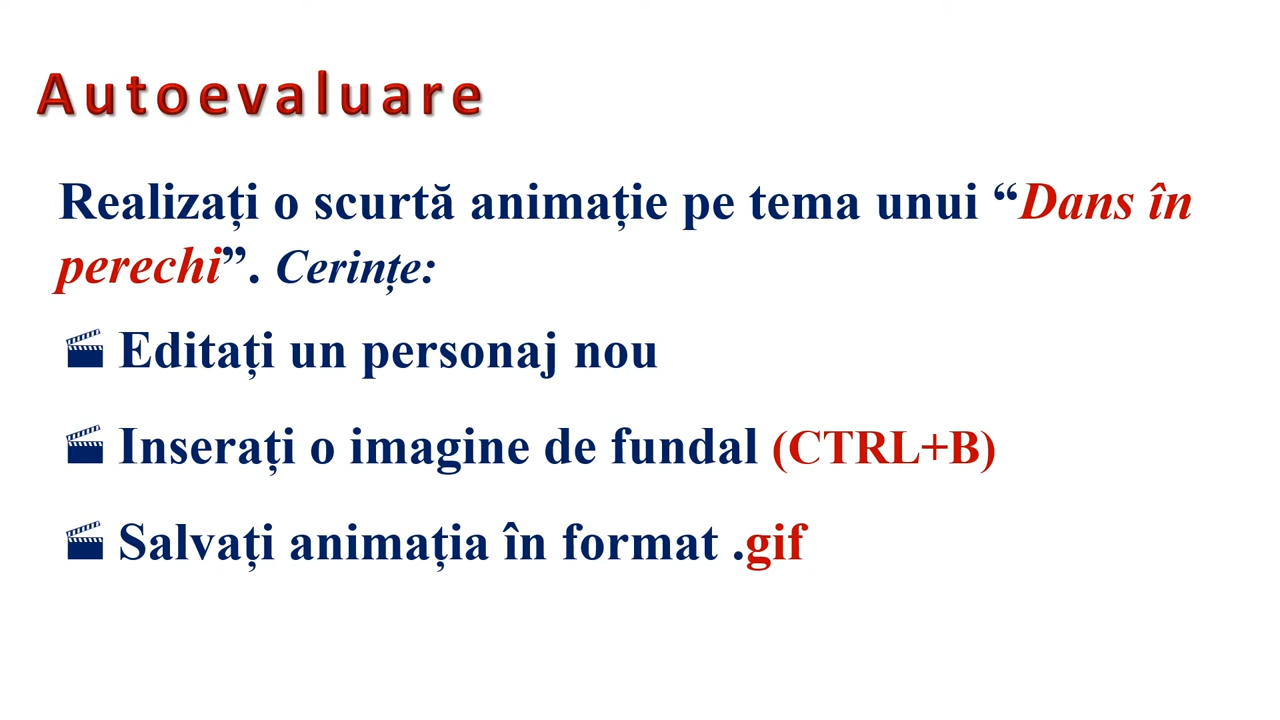 Autoevaluare
Realizați o scurtă animație pe tema unui “Dans în
perechi”. Cerințe:
Editați un personaj nou
Inserați o imagine de fundal (CTRL+B)
Salvați animația în format .gif